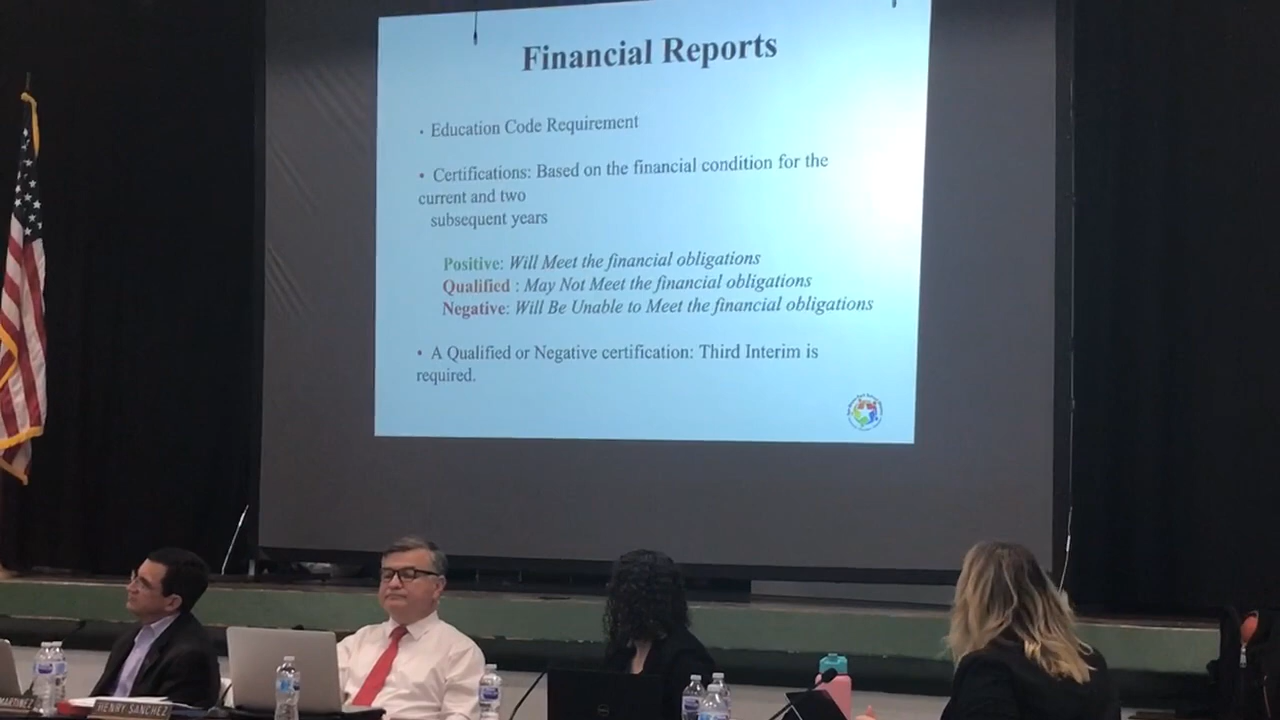 Financial Reports
• Education Code Requirement
• Certifications: Based on the financial condition for the
current and two
subsequent years
Positive: Will Meet the financial obligations
Qualified : May Not Meet the financial obligations
Negative: Will Be Unable to Meet the financial obligations
• A Qualified or Negative certification: Third Interim is
required.
MARTINEZ
HENRY SANCHEZ